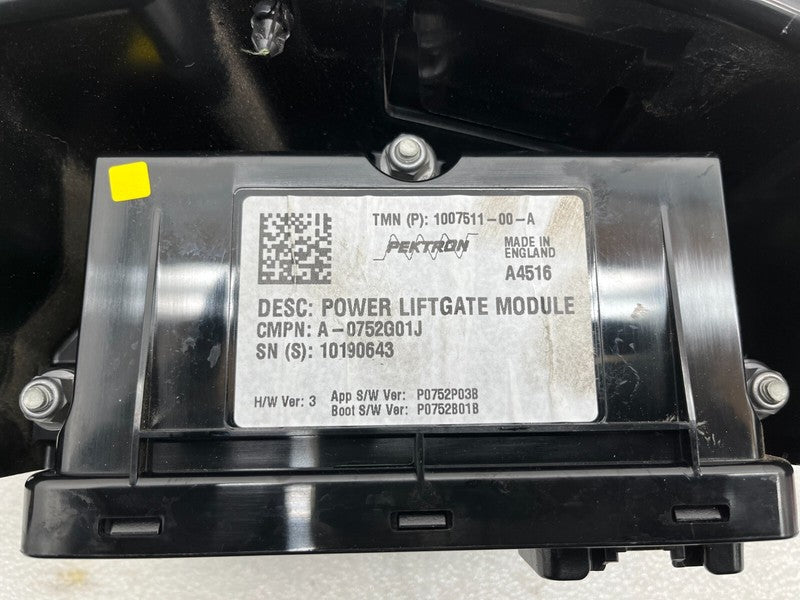 TMN (P): 1007511-00-A
PEKTRON
MADE IN
ENGLAND
A4516
DESC: POWER LIFTGATE MODULE
CMPN: A-0752G01J
SN (S): 10190643
H/W Ver: 3 App S/W Ver: P0752P03B
Boot S/W Ver: P0752B01B